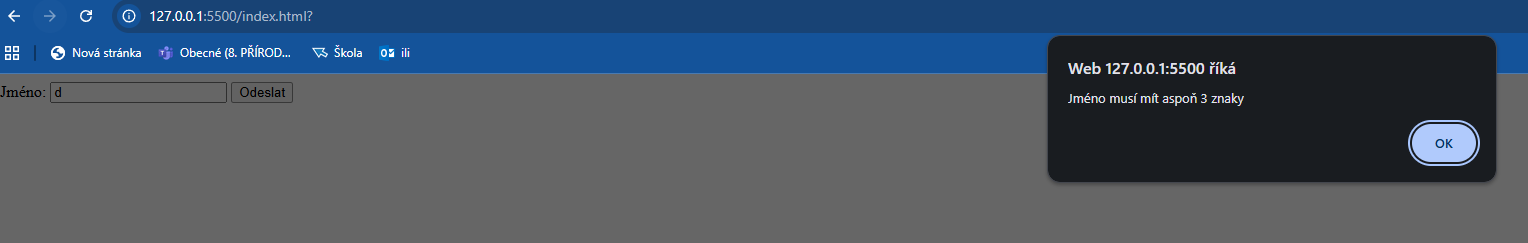 127.0.0.1:5500/index.html?
Nová stránka Obecné (8. PŘÍROD... Škola ili
Web 127.0.0.1:5500 říká
Jméno musí mít aspoň 3 znaky
OK
Jméno: d Odeslat